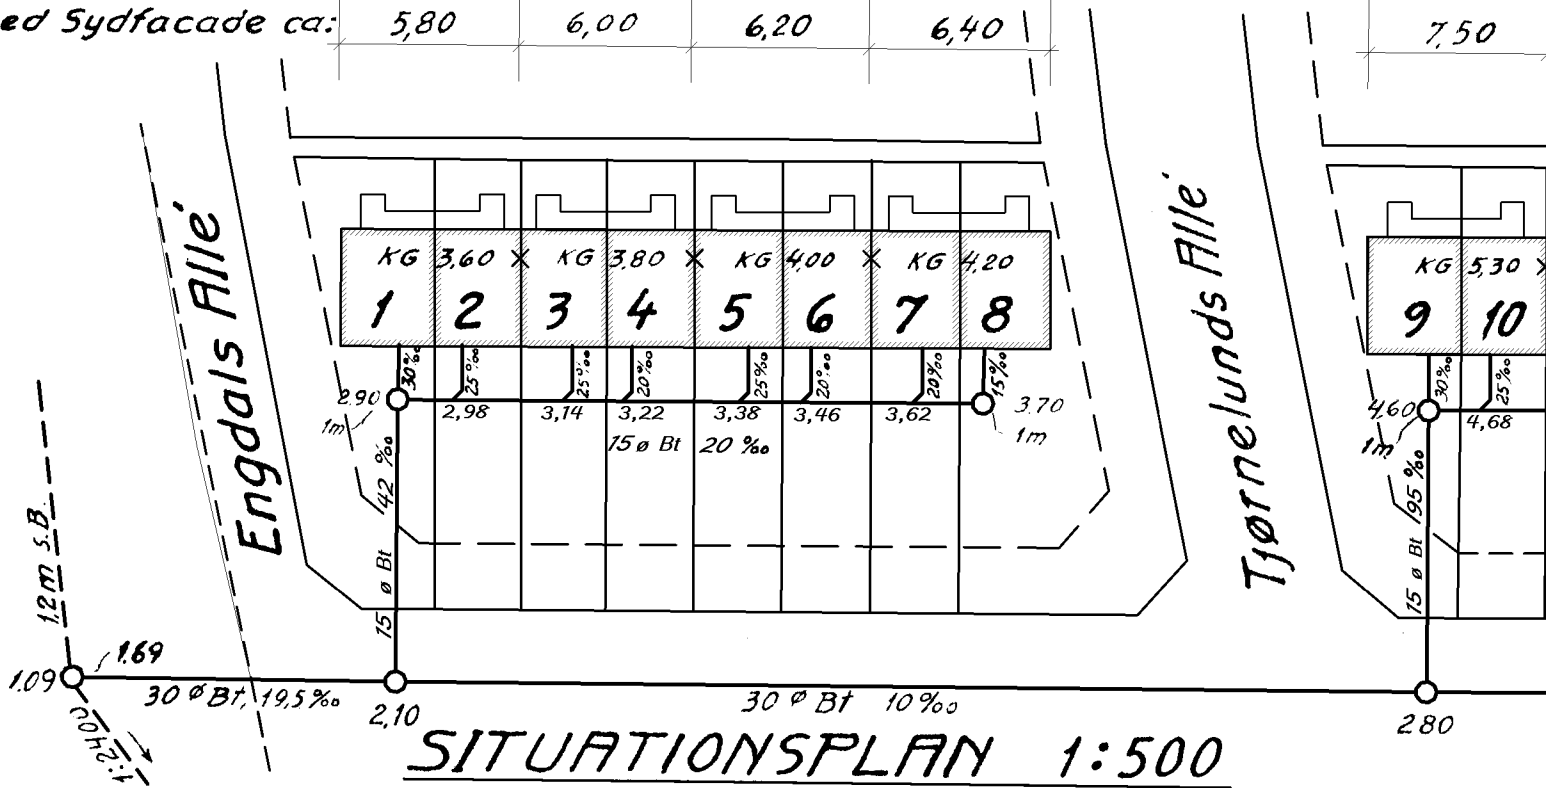 ed Sydfacade ca: 5,80 6,00 6,20 6,40 7,50
Engdals Allé
Tjørnelunds Allé
KG 3,60 KG 3,80 KG 4,00 KG 4,20 KG 5,30
1 2 3 4 5 6 7 8 9 10
30‰ 25‰ 25‰ 20‰ 25‰ 20‰ 20‰ 15‰ 30‰ 25‰
2.90 2,98 3,14 3,22 3,38 3,46 3,62 3.70 4,60 4,68
1m 1m 1m
15 ø Bt 20 ‰
15 ø Bt 42 ‰
15 ø Bt 195 ‰
1.2m s.B.
1.69
1.09
30 ø Bt, 19,5‰
30 ø Bt 10‰
2,10
280
1:2400
SITUATIONSPLAN 1:500